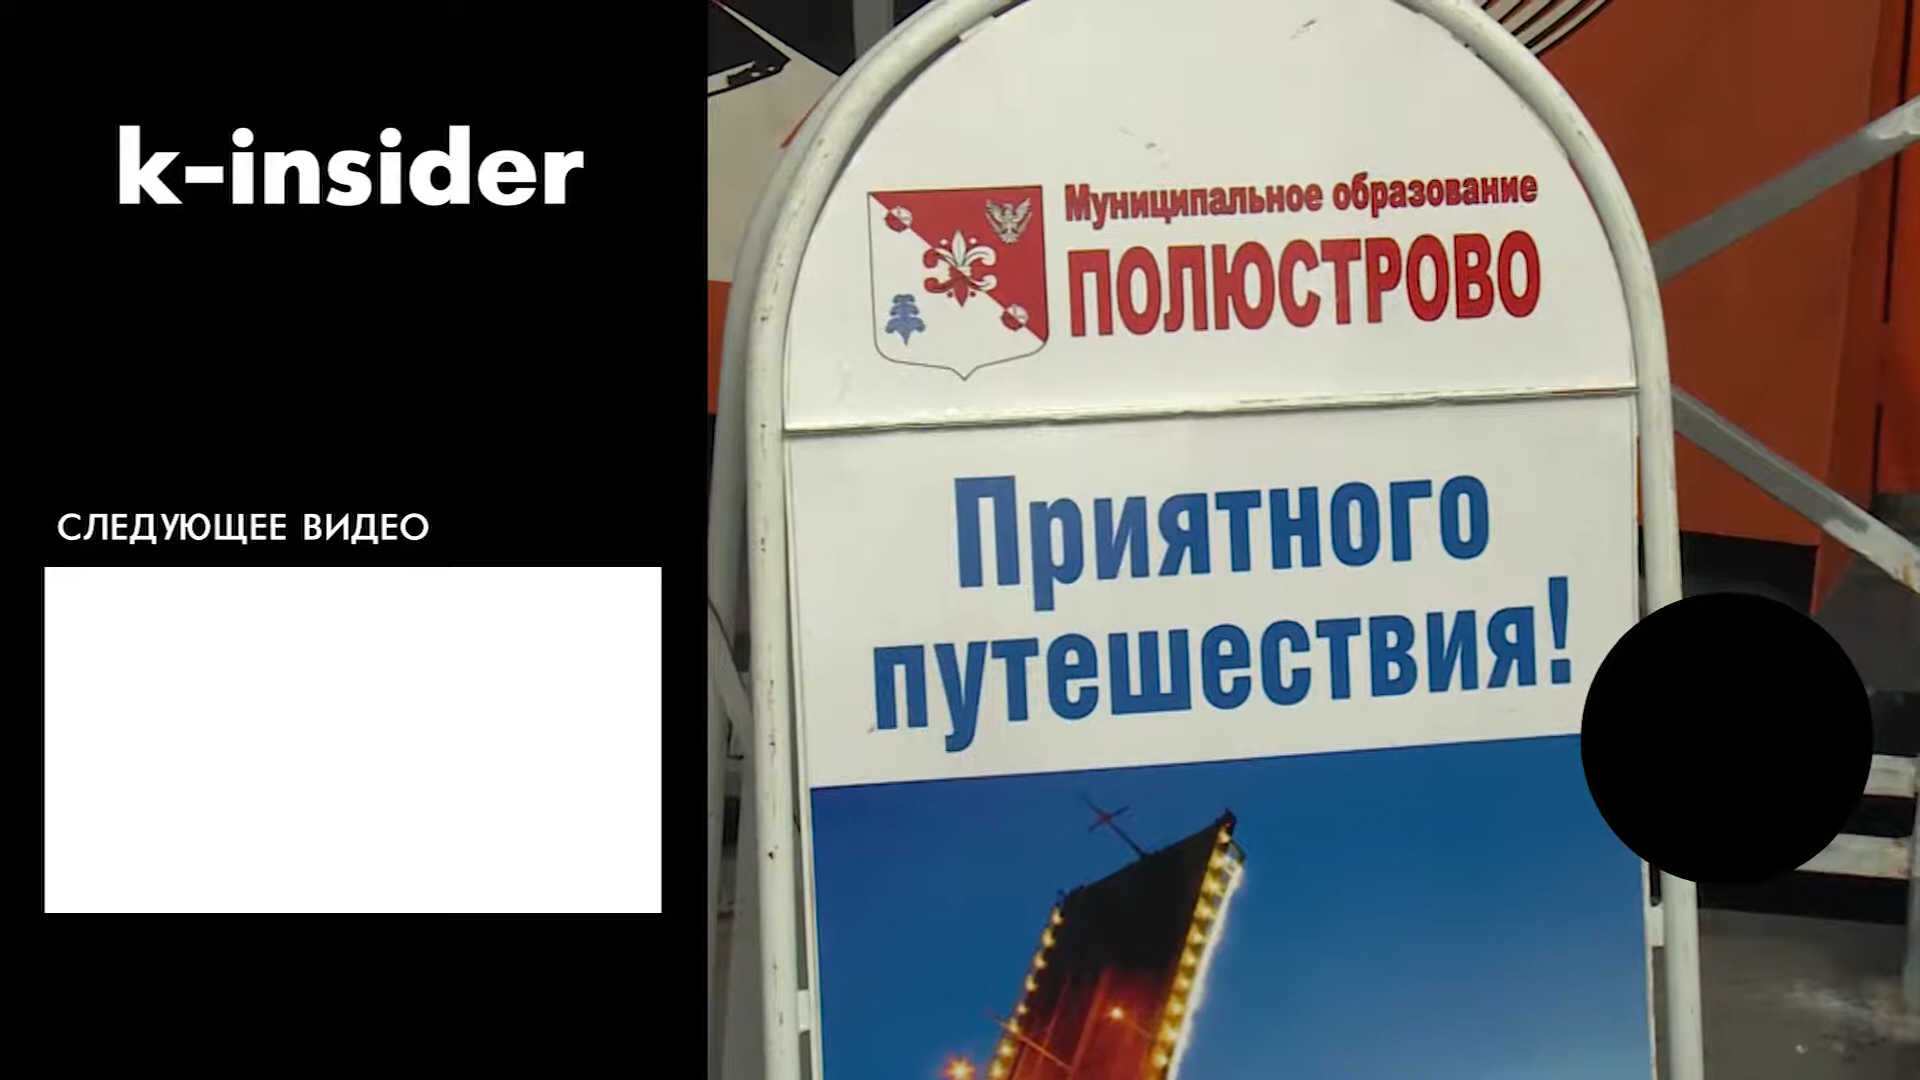 k-insider
СЛЕДУЮЩЕЕ ВИДЕО
Муниципальное образование
ПОЛЮСТРОВО
Приятного
путешествия!